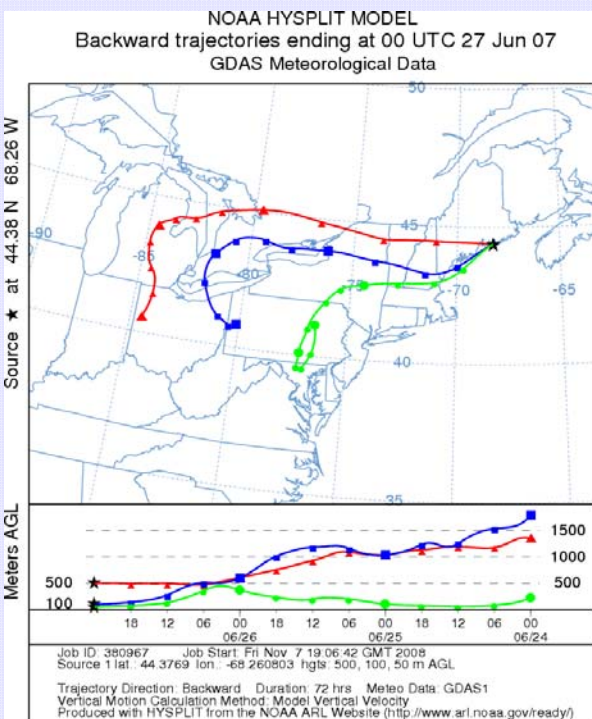 NOAA HYSPLIT MODEL
Backward trajectories ending at 00 UTC 27 Jun 07
GDAS Meteorological Data
Source ★ at 44.38 N 68.26 W
50
-90
-85
-80
45
-75
-70
-65
40
35
Meters AGL
1500
1000
500
500
100
18 12 06 00 18 12 06 00 18 12 06 00
06/26 06/25 06/24
Job ID: 380967 Job Start: Fri Nov 7 19:06:42 GMT 2008
Source 1 lat.: 44.3769 lon.: -68.260803 hgts: 500, 100, 50 m AGL
Trajectory Direction: Backward Duration: 72 hrs Meteo Data: GDAS1
Vertical Motion Calculation Method: Model Vertical Velocity
Produced with HYSPLIT from the NOAA ARL Website (http://www.arl.noaa.gov/ready/)